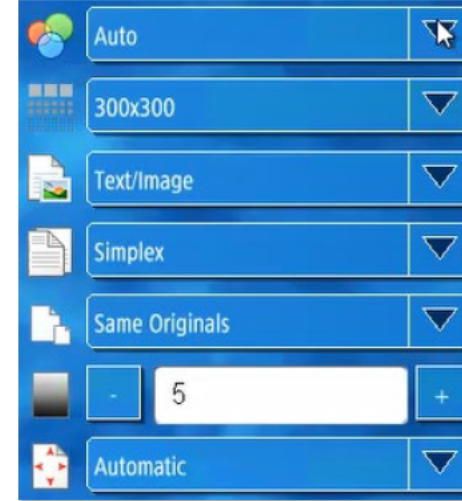 Auto
300x300
Text/Image
Simplex
Same Originals
- 5 +
Automatic